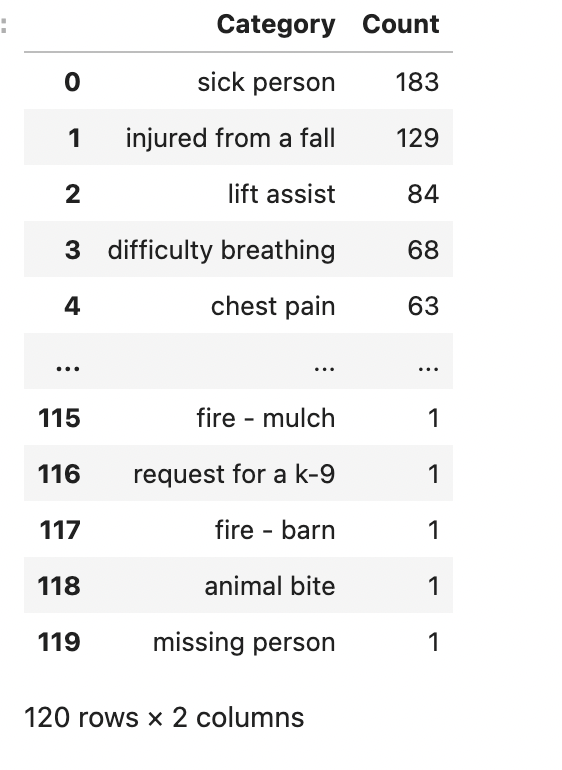 :
Category Count
0 sick person 183
1 injured from a fall 129
2 lift assist 84
3 difficulty breathing 68
4 chest pain 63
... ... ...
115 fire - mulch 1
116 request for a k-9 1
117 fire - barn 1
118 animal bite 1
119 missing person 1
120 rows × 2 columns